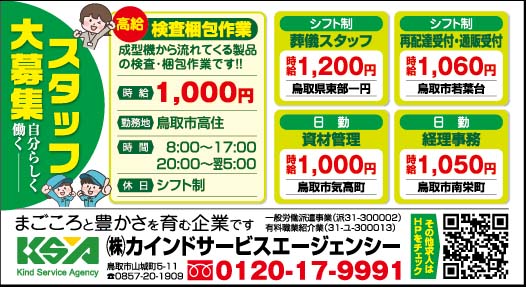 スタッフ
大募集
自分らしく
働く
高給
検査梱包作業
成型機から流れてくる製品
の検査・梱包作業です!!
時給 1,000円
勤務地 鳥取市高住
時間 8:00〜17:00
20:00〜翌5:00
休日 シフト制
シフト制
葬儀スタッフ
時給 1,200円
鳥取県東部一円
シフト制
再配達受付・通販受付
時給 1,060円
鳥取市若葉台
日勤
資材管理
時給 1,000円
鳥取市気高町
日勤
経理事務
時給 1,050円
鳥取市南栄町
まごころと豊かさを育む企業です
一般労働派遣事業(派31-300002)
有料職業紹介業(31-ユ-300013)
KSA
Kind Service Agency
㈱カインドサービスエージェンシー
鳥取市山城町5-11
☎0857-20-1909
0120-17-9991
その他求人は
HPをチェック